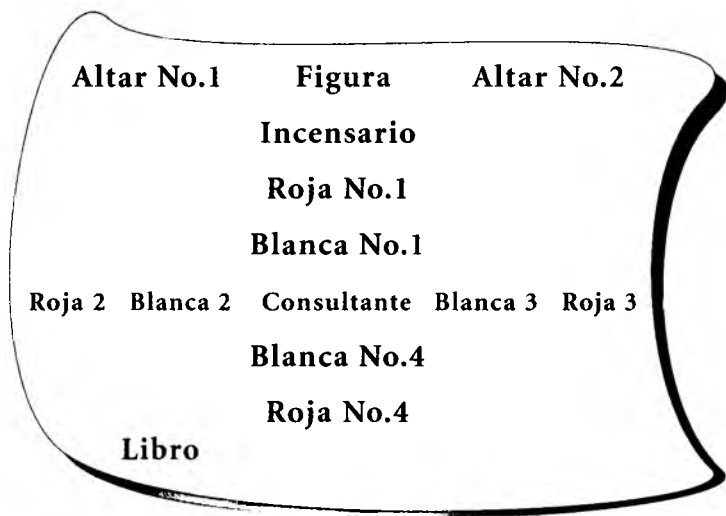 Altar No.1 Figura Altar No.2
Incensario
Roja No.1
Blanca No.1
Roja 2 Blanca 2 Consultante Blanca 3 Roja 3
Blanca No.4
Roja No.4
Libro